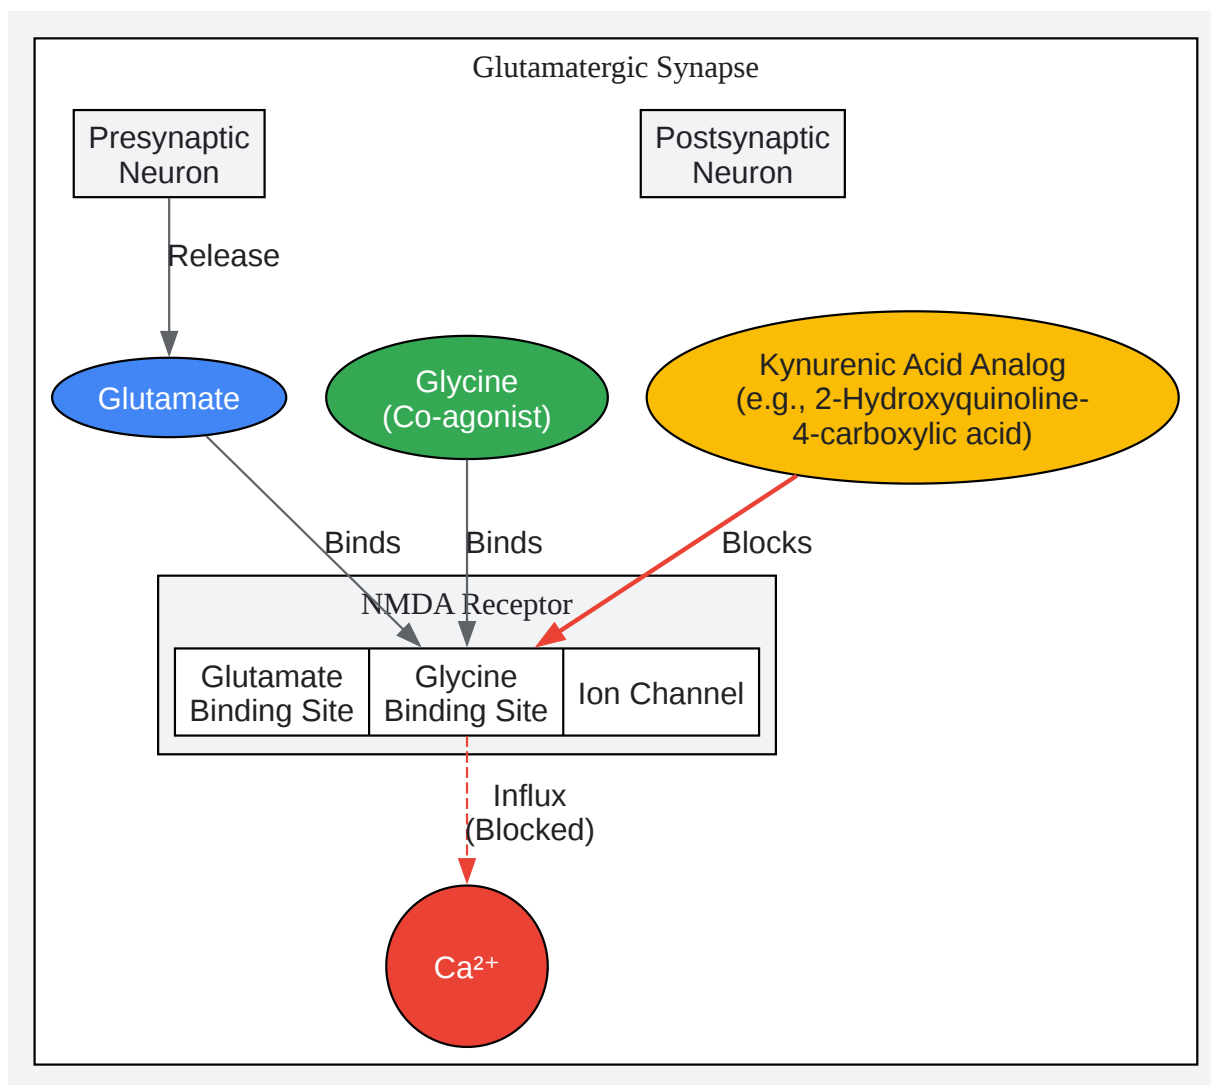 Glutamatergic Synapse
Presynaptic
Neuron
Postsynaptic
Neuron
Release
Glutamate
Glycine
(Co-agonist)
Kynurenic Acid Analog
(e.g., 2-Hydroxyquinoline-
4-carboxylic acid)
Binds
Binds
Blocks
NMDA Receptor
Glutamate
Binding Site
Glycine
Binding Site
Ion Channel
Influx
(Blocked)
Ca²⁺